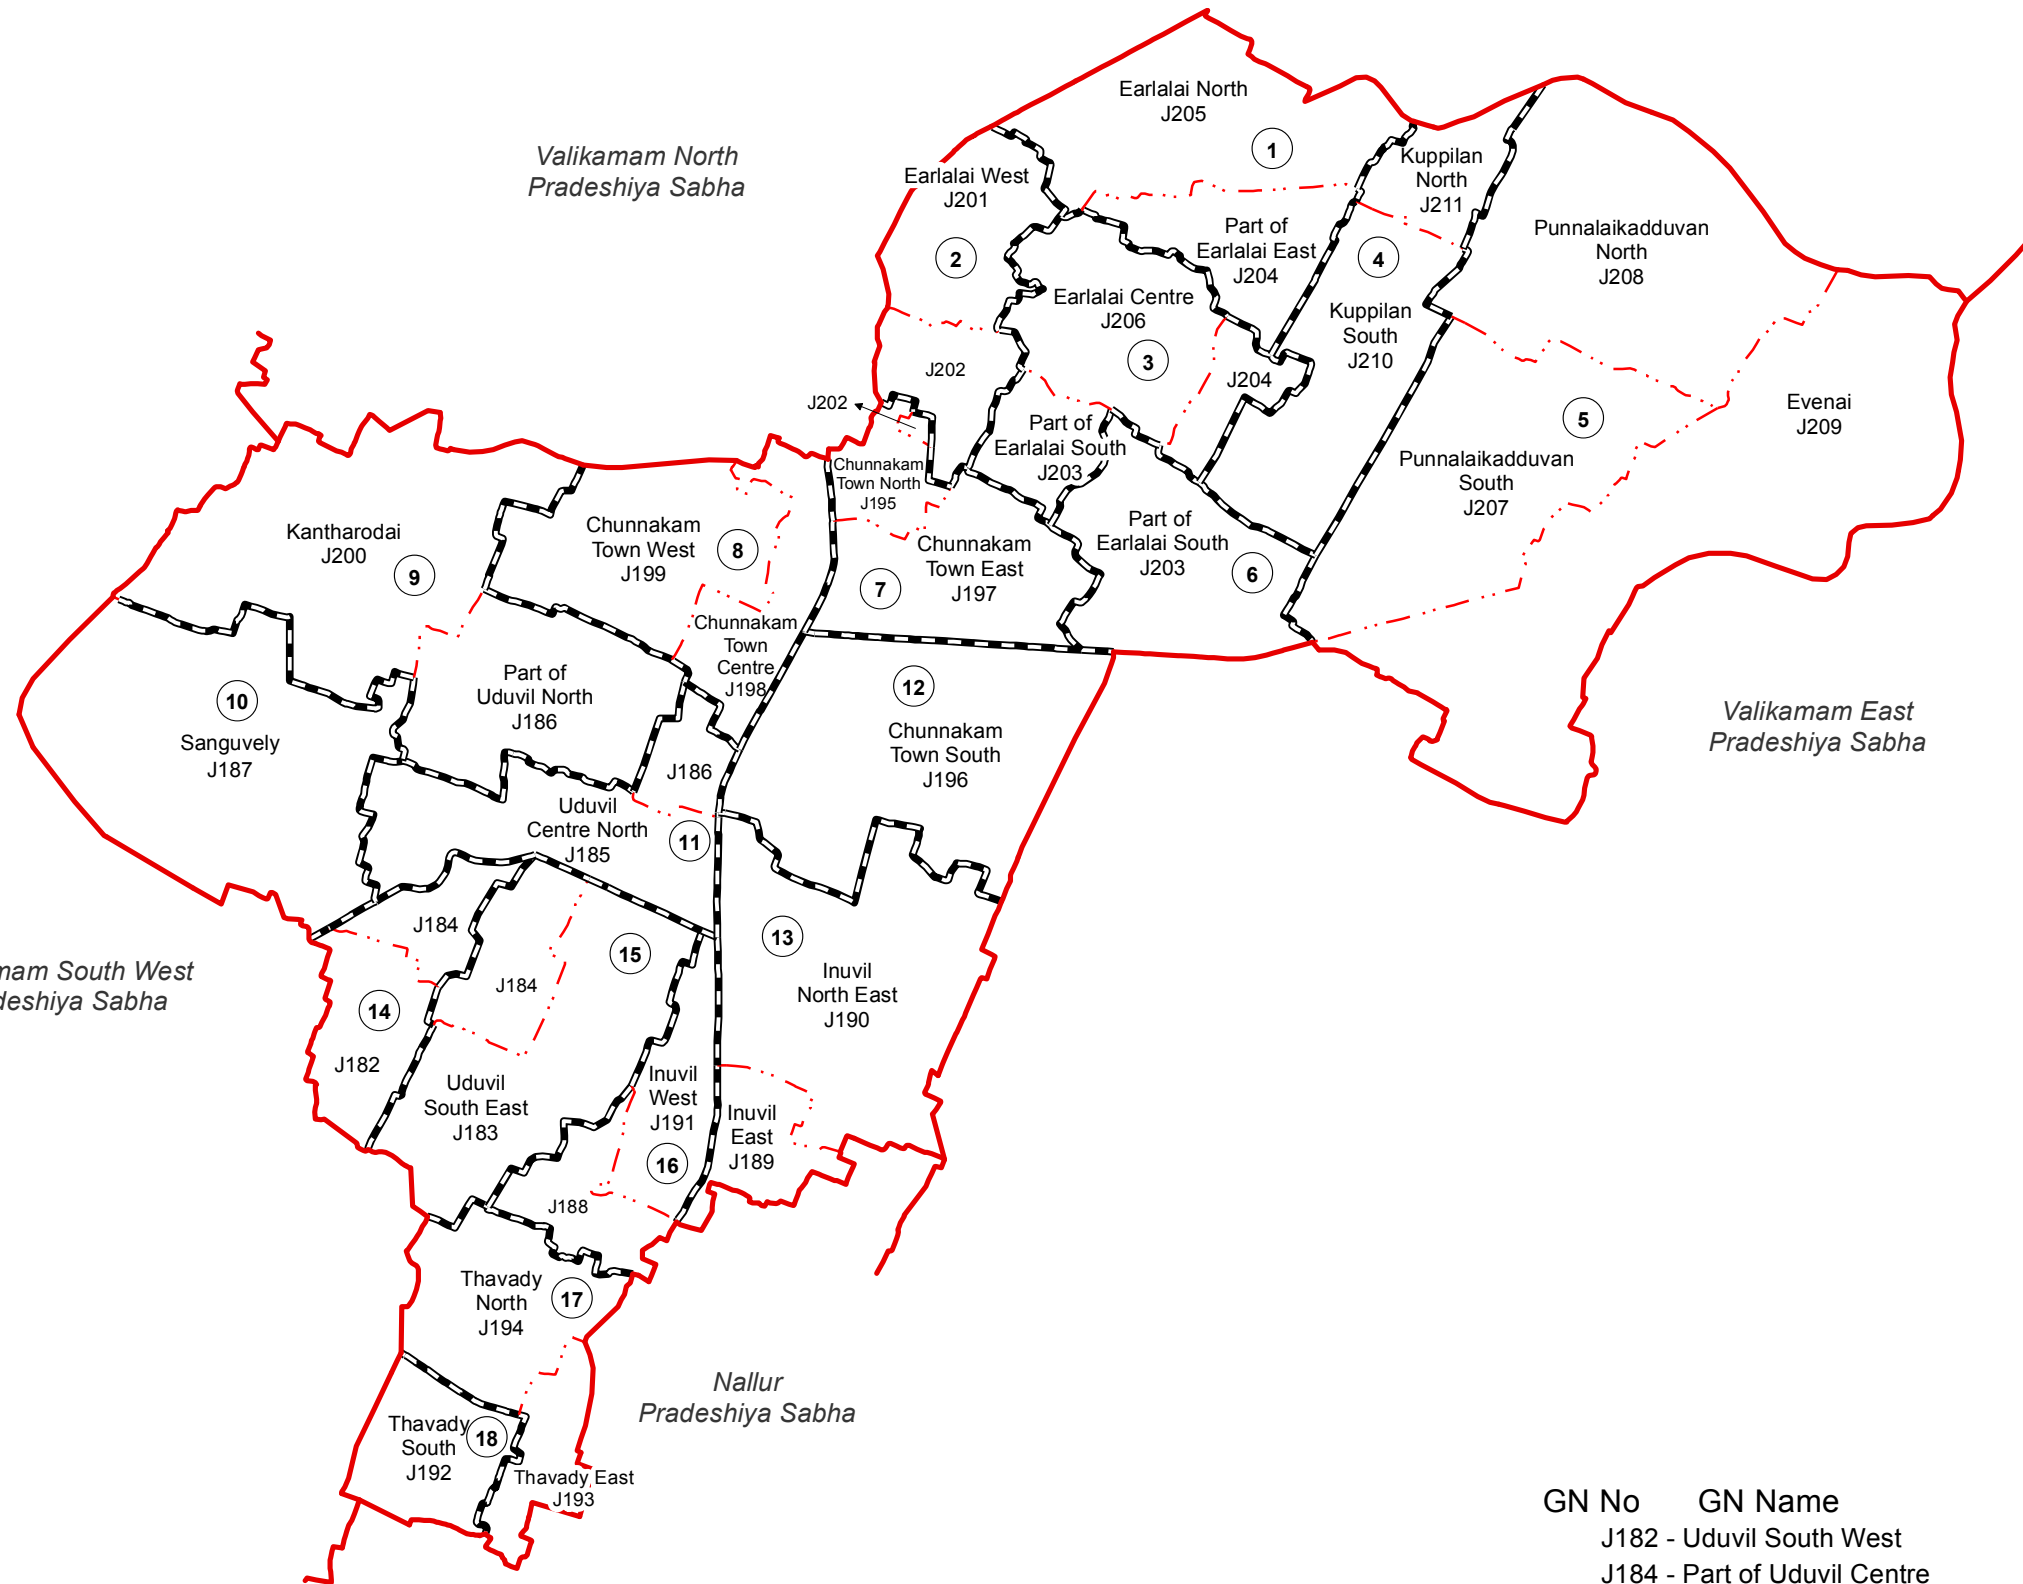 Earlalai North
J205
1
Valikamam North
Pradeshiya Sabha
Kuppilan
North
J211
Earlalai West
J201
2
Part of
Earlalai East
J204
4
Punnalaikadduvan
North
J208
Earlalai Centre
J206
3
Kuppilan
South
J210
J202
J204
J202
Evenai
J209
5
Part of
Earlalai South
J203
Punnalaikadduvan
South
J207
Chunnakam
Town North
J195
Kantharodai
J200
9
Chunnakam
Town West
J199
8
Chunnakam
Town East
J197
7
Part of
Earlalai South
J203
6
Chunnakam
Town
Centre
J198
Part of
Uduvil North
J186
10
Sanguvely
J187
12
Chunnakam
Town South
J196
Valikamam East
Pradeshiya Sabha
J186
Uduvil
Centre North
J185
11
J184
J184
15
13
Inuvil
North East
J190
mam South West
deshiya Sabha
14
J182
Uduvil
South East
J183
Inuvil
West
J191
16
Inuvil
East
J189
J188
Thavady
North
J194
17
Nallur
Pradeshiya Sabha
Thavady
South
J192
18
Thavady East
J193
GN No GN Name
J182 - Uduvil South West
J184 - Part of Uduvil Centre